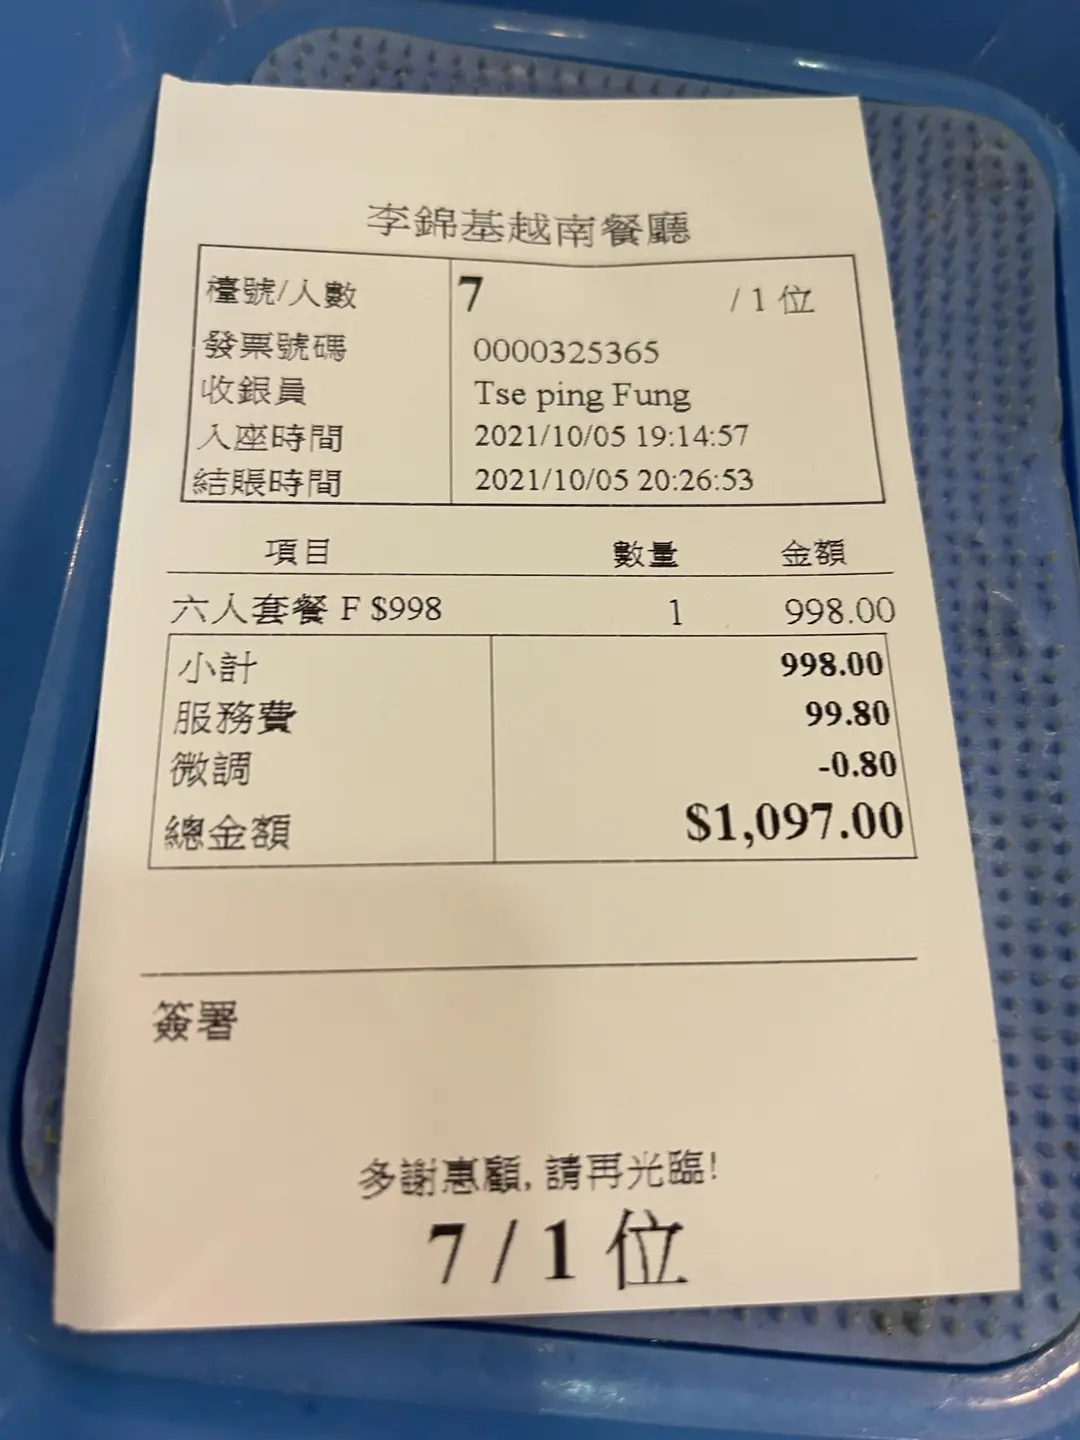 李錦基越南餐廳
檯號/人數 7 / 1 位
發票號碼 0000325365
收銀員 Tse ping Fung
入座時間 2021/10/05 19:14:57
結賬時間 2021/10/05 20:26:53
項目 數量 金額
六人套餐 F $998 1 998.00
小計 998.00
服務費 99.80
微調 -0.80
總金額 $1,097.00
簽署
多謝惠顧, 請再光臨!
7 / 1 位